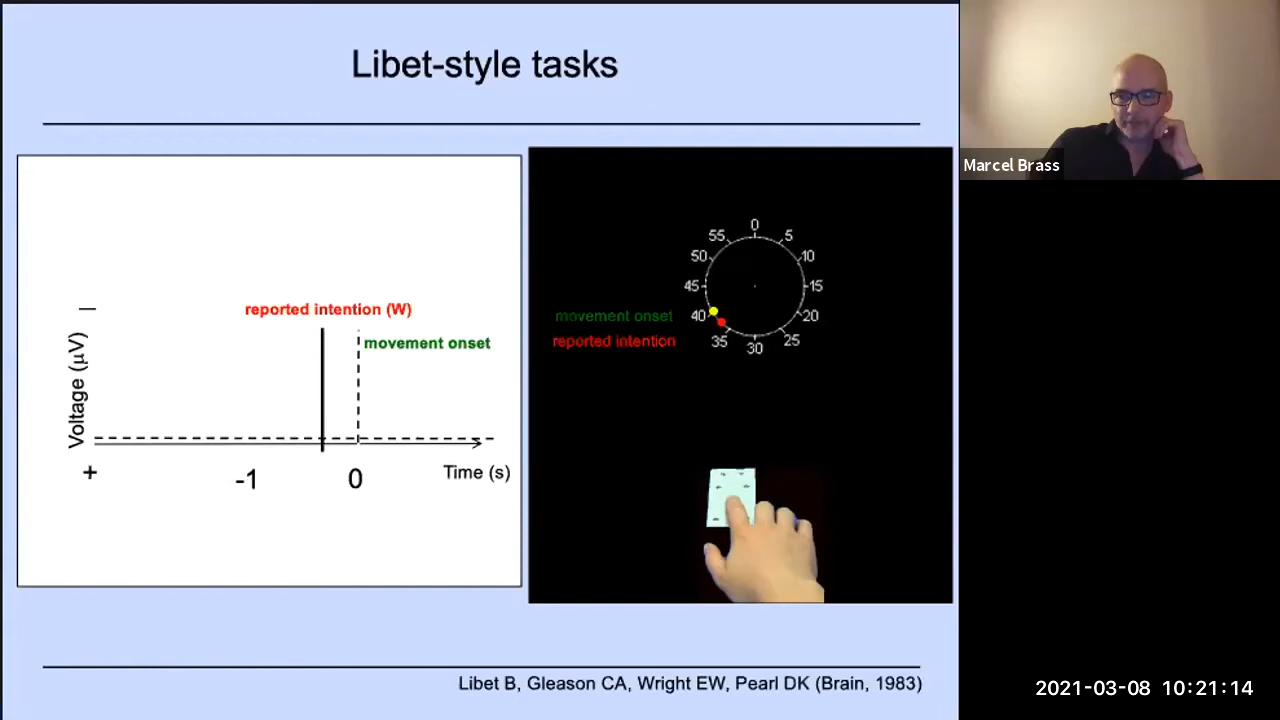 Libet-style tasks
reported intention (W)
movement onset
Voltage (µV)
+
-1
0
Time (s)
0
5
10
15
20
25
30
35
40
45
50
55
movement onset
reported intention
Libet B, Gleason CA, Wright EW, Pearl DK (Brain, 1983)
Marcel Brass
2021-03-08 10:21:14